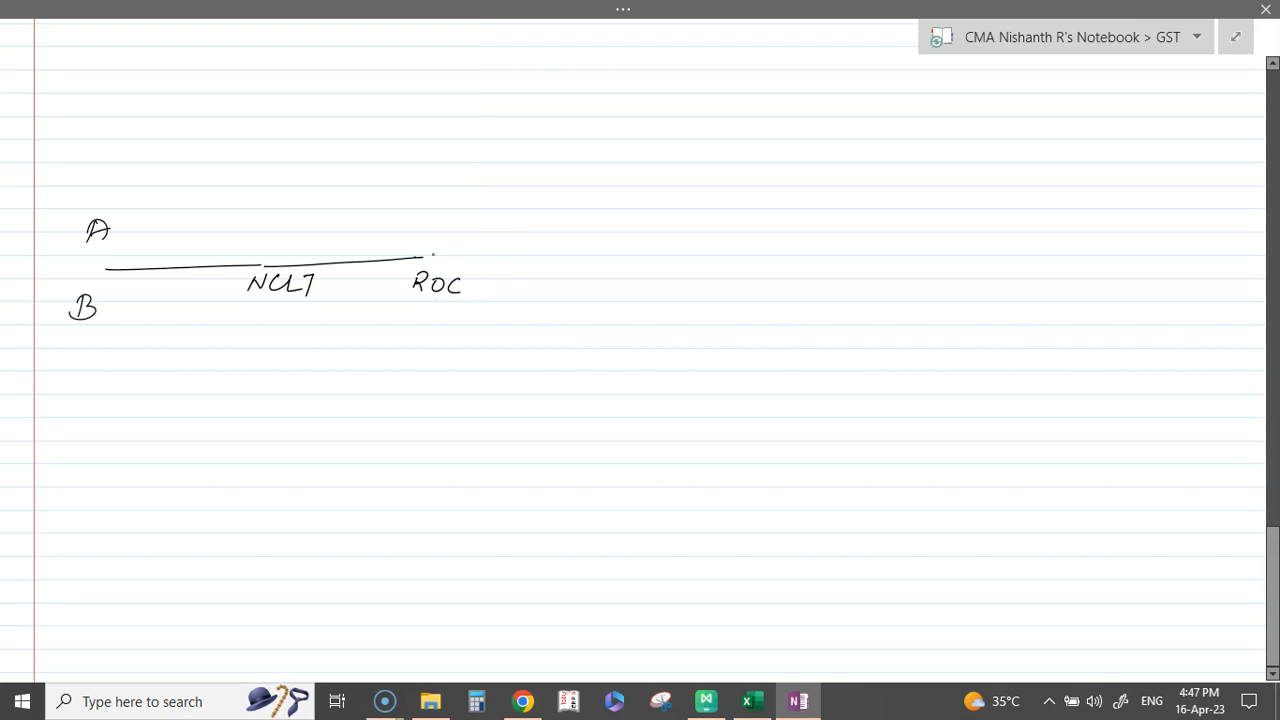 ...
CMA Nishanth R's Notebook > GST
A
NCLT ROC
B
Type here to search
35°C
ENG
4:47 PM
16-Apr-23